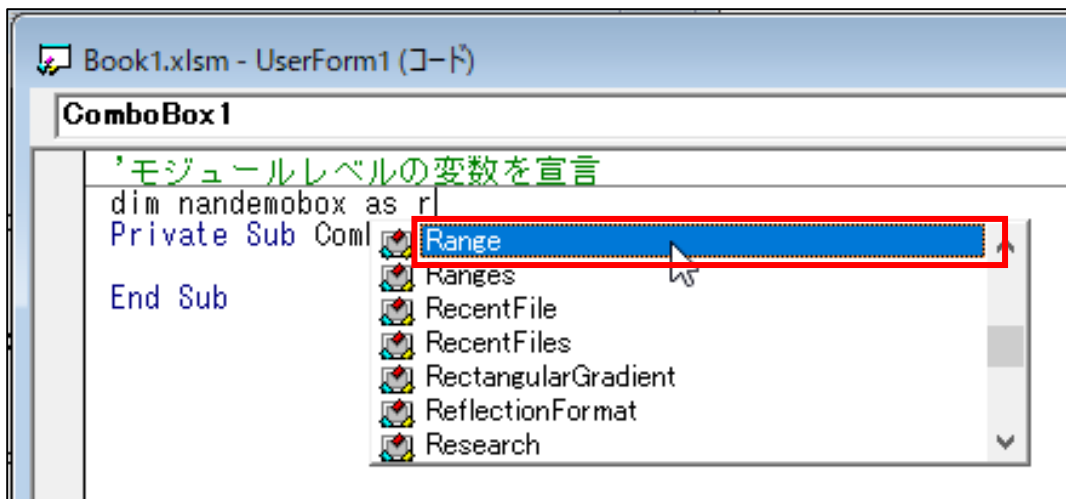 Book1.xlsm - UserForm1 (コード)
ComboBox1
'モジュールレベルの変数を宣言
dim nandemobox as r
Private Sub Com
Range
Ranges
End Sub
RecentFile
RecentFiles
RectangularGradient
ReflectionFormat
Research